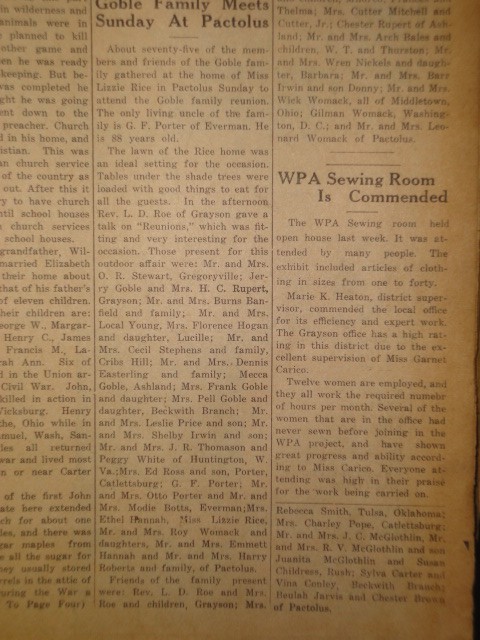 in wilderness and
animals were in
e planned to kill
other game and
en he was ready
keeping. But be-
was completed he
ght he was going
ent down to the
preacher. Church
d in his home, and
istian. This was
an church service
of the country as
out. After this it
ry to have church
ntil school houses
church services
school houses.
grandfather, Wil-
married Elizabeth
their home about
that of his father's
of eleven children.
their children are:
eorge W., Margar-
Henry C., James
Francis M., La-
rah Ann. Six of
d in the Union ar-
Civil War. John,
killed in action in
Vicksburg. Henry
the, Ohio while in
muel, Wash, San-
les all returned
war and lived most
n or near Carter
of the first John
ate here extended
ch for about one
les, and there was
gar maples from
e all the sugar for
they usually stored
rrels in the attic of
During the War a
To Page Four)
Goble Family Meets
Sunday At Pactolus
About seventy-five of the mem-
bers and friends of the Goble fam-
ily gathered at the home of Miss
Lizzie Rice in Pactolus Sunday to
attend the Goble family reunion.
The only living uncle of the fam-
ily is G. F. Porter of Everman. He
is 88 years old.
The lawn of the Rice home was
an ideal setting for the occasion.
Tables under the shade trees were
loaded with good things to eat for
all the guests. In the afternoon
Rev. L. D. Roe of Grayson gave a
talk on "Reunions," which was fit-
ting and very interesting for the
occasion. Those present for this
outdoor affair were: Mr. and Mrs.
O. R. Stewart, Gregoryville; Jer-
ry Goble and Mrs. H. C. Rupert,
Grayson; Mr. and Mrs. Burns Ban-
field and family; Mr. and Mrs.
Local Young, Mrs. Florence Hogan
and daughter, Lucille; Mr. and
Mrs. Cecil Stephens and family,
Gribs Hill; Mr. and Mrs. Dennis
Easterling and family; Mecca
Goble, Ashland; Mrs. Frank Goble
and daughter; Mrs. Pell Goble and
daughter, Beckwith Branch; Mr.
and Mrs. Leslie Price and son; Mr.
and Mrs. Shelby Irwin and son;
Mr. and Mrs. J. R. Thomason and
Peggy White of Huntington, W.
Va.;Mrs. Ed Ross and son, Porter,
Catlettsburg; G. F. Porter; Mr.
and Mrs. Otto Porter and Mr. and
Mrs. Modie Botts, Everman;Mrs.
Ethel Hannah, Miss Lizzie Rice,
Mr. and Mrs. Roy Womack and
daughters, Mr. and Mrs. Emmett
Hannah and Mr. and Mrs. Harry
Roberts and family, of Pactolus.
Friends of the family present
were: Rev. L. D. Roe and Mrs.
Roe and children, Grayson; Mrs.
Thelma; Mrs. Cutter Mitchell and
Cutter, Jr.; Chester Rupert of Ash-
land; Mr. and Mrs. Arch Rales and
children, W. T. and Thurston; Mr.
and Mrs. Wren Nickels and daugh-
ter, Barbara; Mr. and Mrs. Barr
Irwin and son Donny; Mr. and Mrs.
Wick Womack, all of Middletown,
Ohio; Gilman Womack, Washing-
ton, D. C.; and Mr. and Mrs. Leo-
nard Womack of Pactolus.
WPA Sewing Room
Is Commended
The WPA Sewing room held
open house last week. It was at-
tended by many people. The
exhibit included articles of cloth-
ing in sizes from one to forty.
Marie K. Heaton, district super-
visor, commended the local office
for its efficiency and expert work.
The Grayson office has a high rat-
ing in this district due to the ex-
cellent supervision of Miss Garnet
Carico.
Twelve women are employed, and
they all work the required numebr
of hours per month. Several of the
women that are in the office had
never sewn before joining in the
WPA project, and have shown
great progress and ability accord-
ing to Miss Carico. Everyone at-
tending was high in their praise
for the work being carried on.
Rebecca Smith, Tulsa, Oklahoma;
Mrs. Charley Pope, Catlettsburg;
Mr. and Mrs. J. C. McGlothlin, Mr.
and Mrs. R. V. McGlothlin and son
Juanita McGlothlin and Susan
Childress, Rush; Sylva Carter and
Vina Conley, Beckwith Branch;
Beulah Jarvis and Chester Brown
of Pactolus.